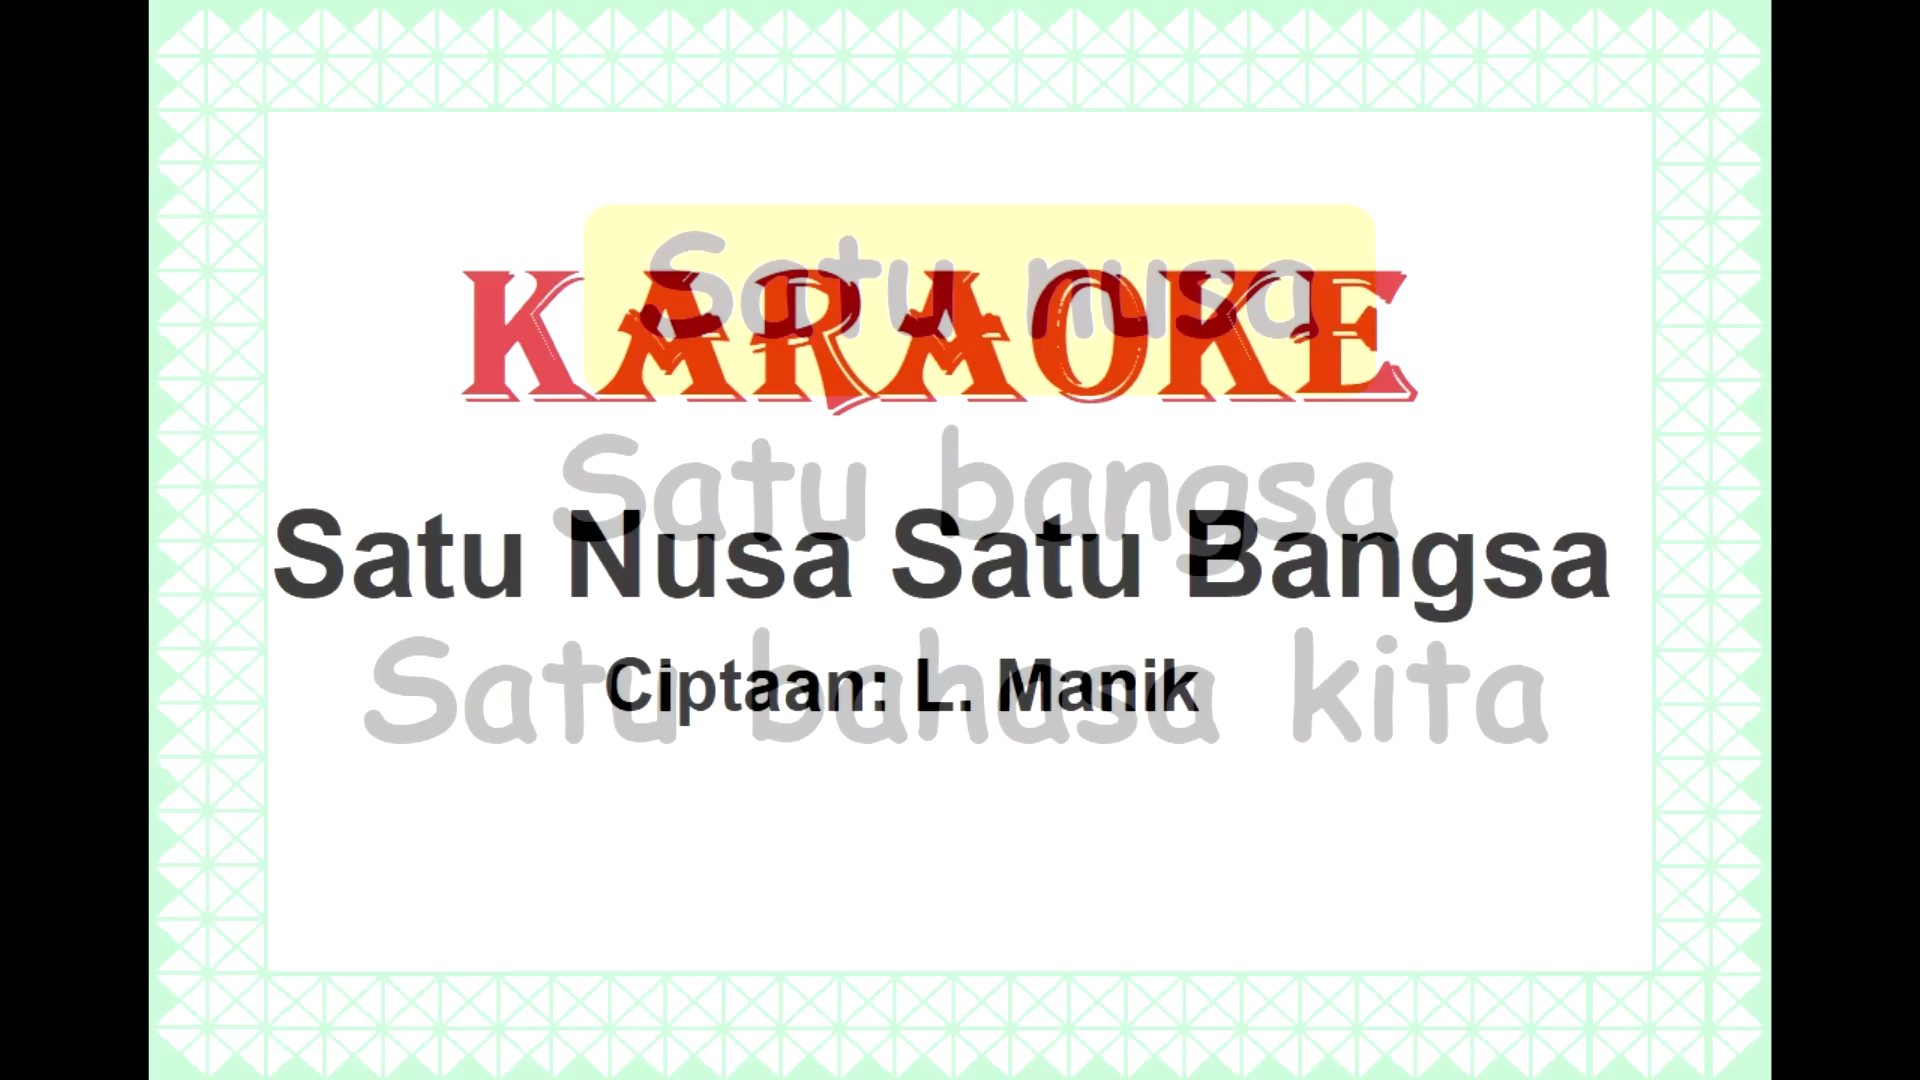 Satu nusa
KARAOKE
Satu bangsa
Satu Nusa Satu Bangsa
Satu bahasa kita
Ciptaan: L. Manik